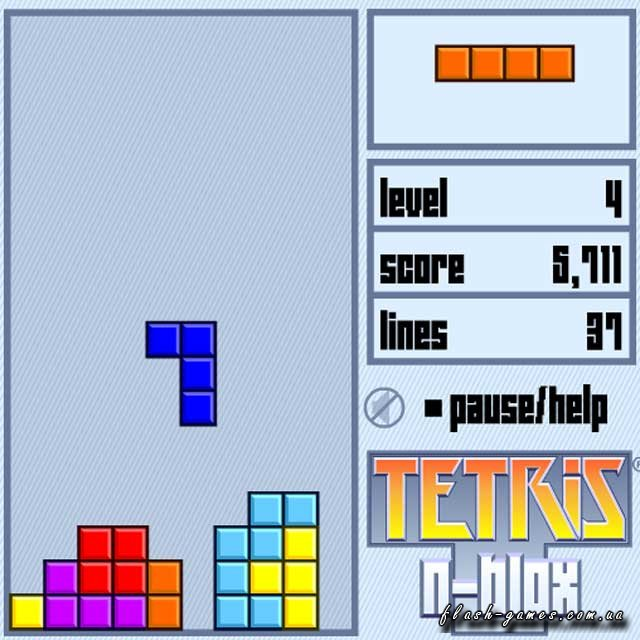 level 4
score 5,711
lines 37
= pause/help
TETRIS®
n-blox
flash-games.com.ua